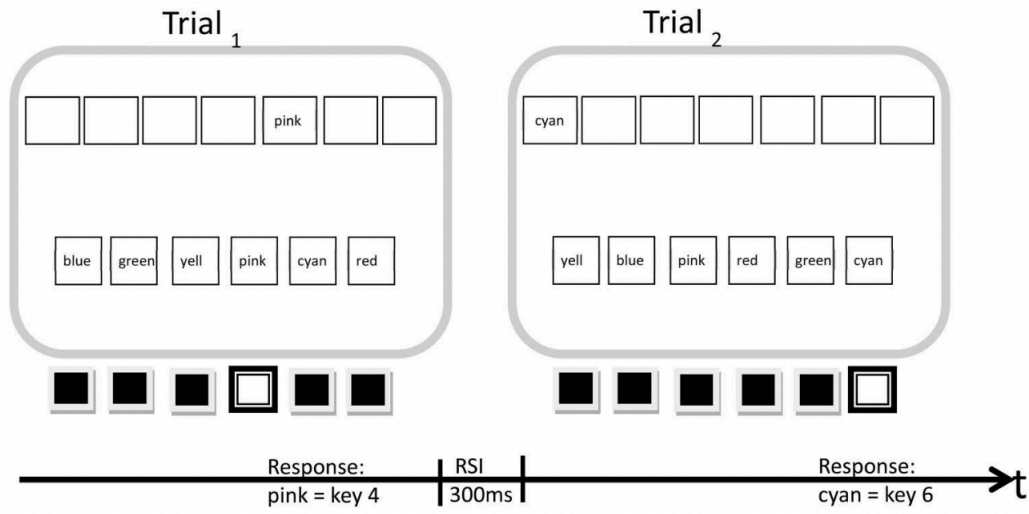 Trial 1
Trial 2
pink
cyan
blue green yell pink cyan red
yell blue pink red green cyan
Response:
pink = key 4
RSI
300ms
Response:
cyan = key 6
t